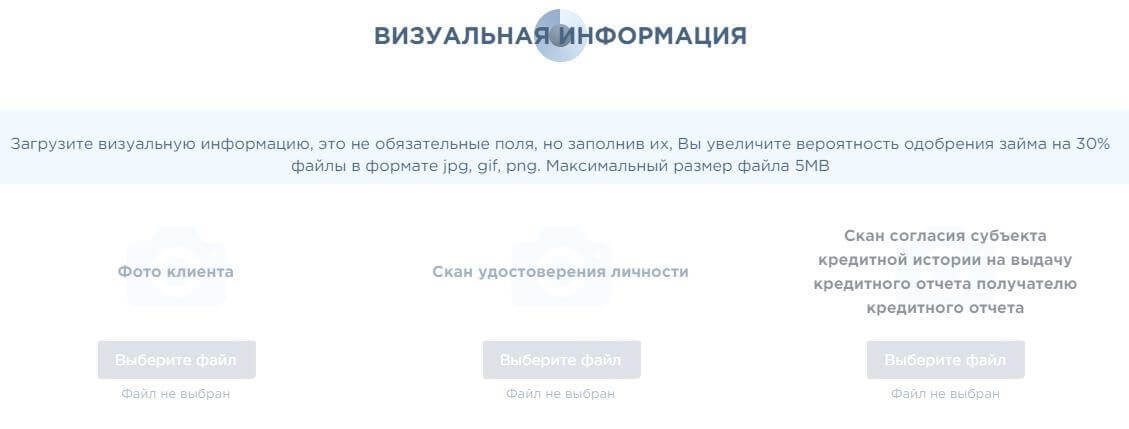 ВИЗУАЛЬНАЯ ИНФОРМАЦИЯ
Загрузите визуальную информацию, это не обязательные поля, но заполнив их, Вы увеличите вероятность одобрения займа на 30%
файлы в формате jpg, gif, png. Максимальный размер файла 5MB
Фото клиента
Скан удостоверения личности
Скан согласия субъекта
кредитной истории на выдачу
кредитного отчета получателю
кредитного отчета
Выберите файл
Выберите файл
Выберите файл
Файл не выбран
Файл не выбран
Файл не выбран